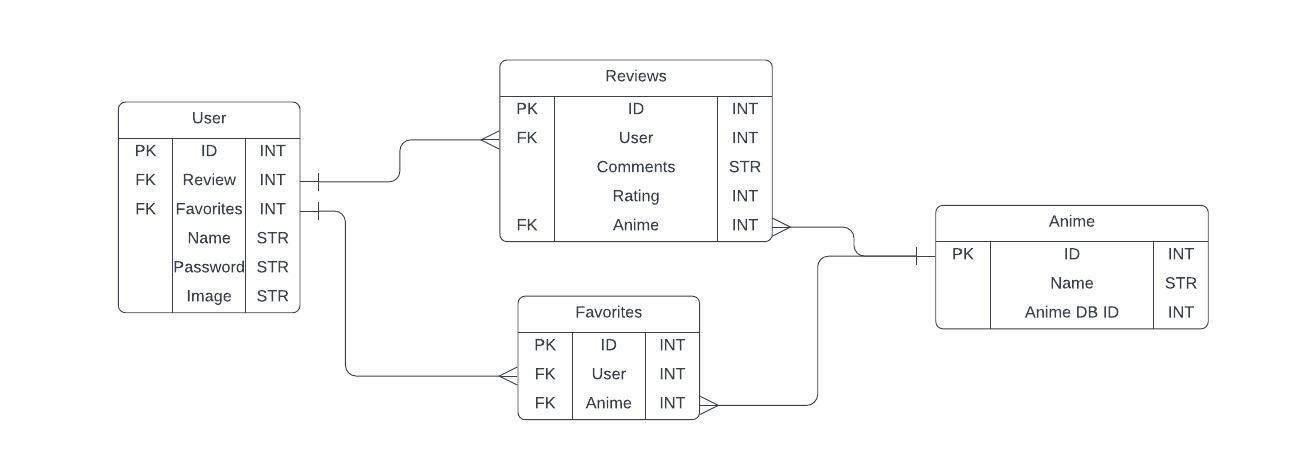 User
PK ID INT
FK Review INT
FK Favorites INT
Name STR
Password STR
Image STR
Reviews
PK ID INT
FK User INT
Comments STR
Rating INT
FK Anime INT
Favorites
PK ID INT
FK User INT
FK Anime INT
Anime
PK ID INT
Name STR
Anime DB ID INT